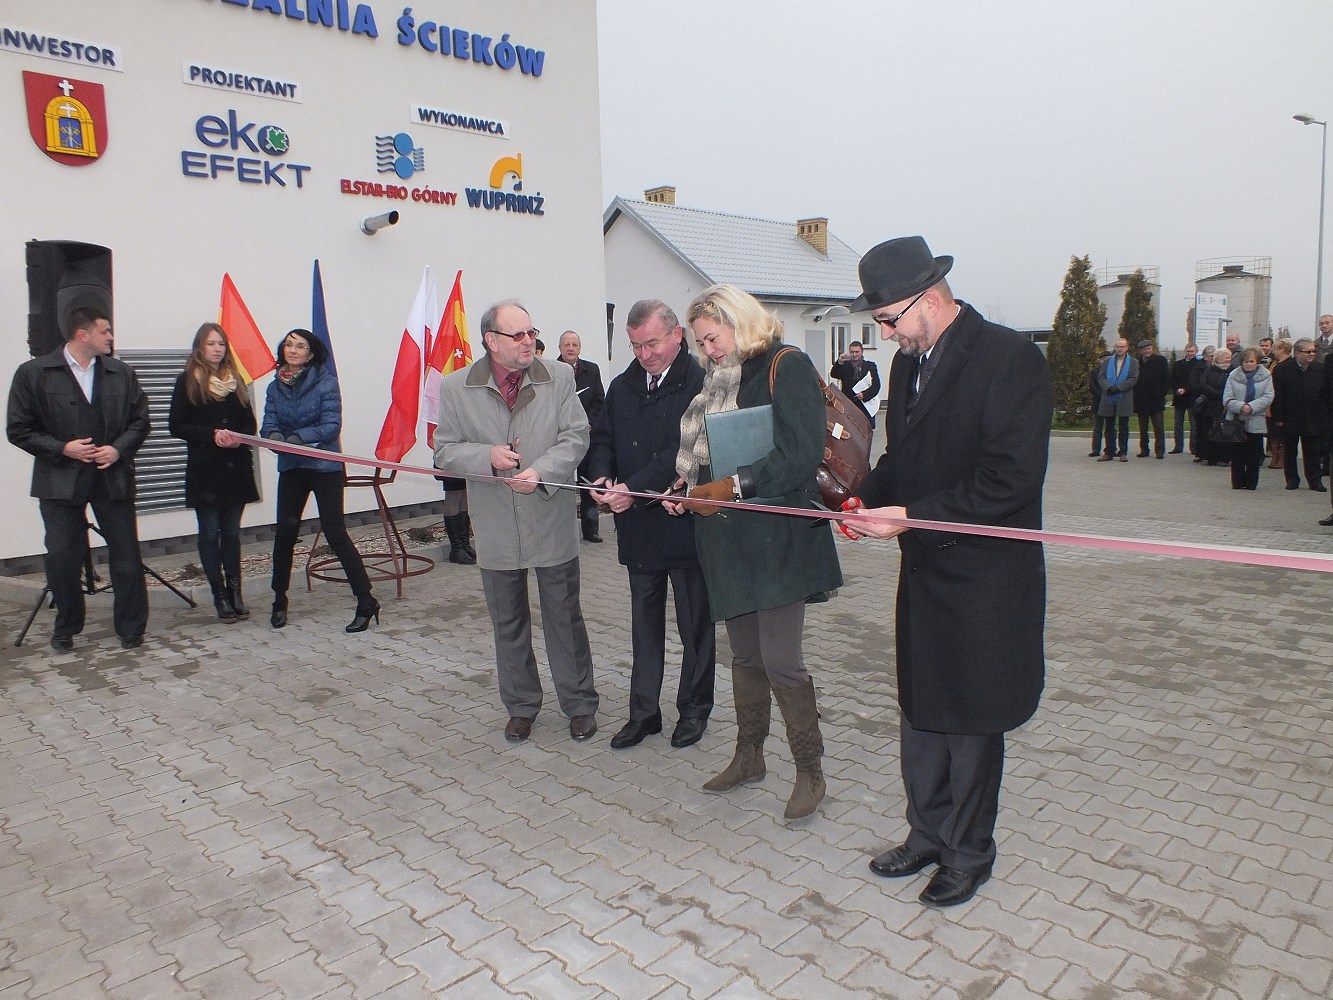 ŚCIEKÓW
INWESTOR
PROJEKTANT
WYKONAWCA
eko
EFEKT
ELSTAR-BIO GÓRNY
WUPRINŻ